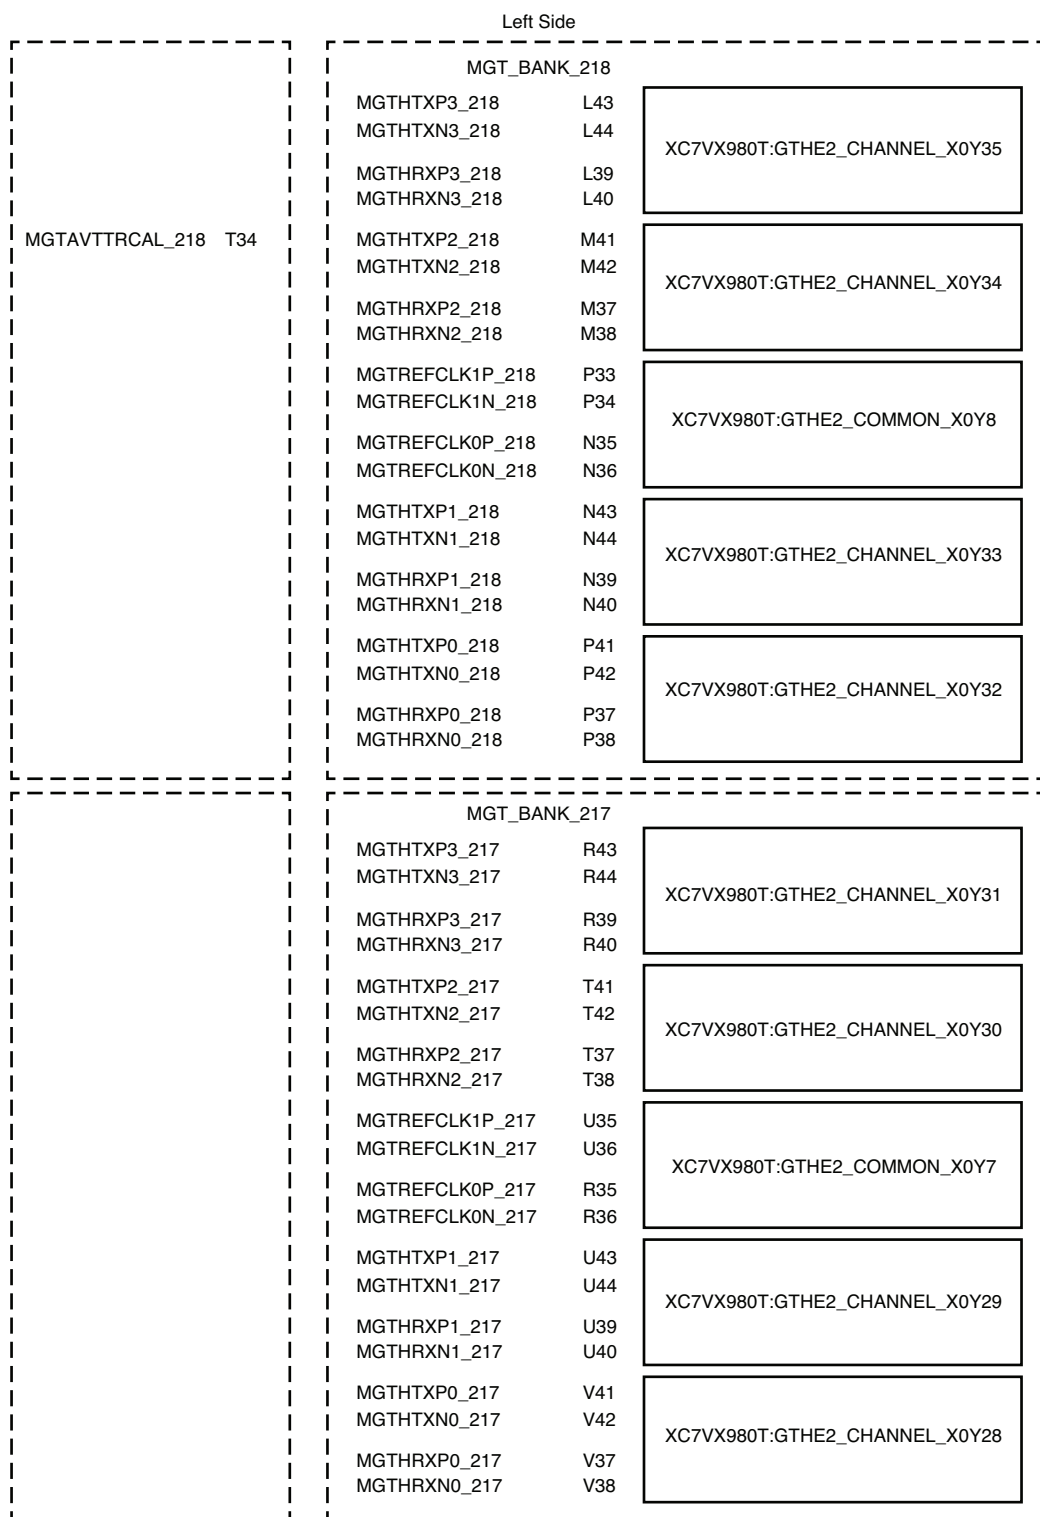 Left Side
MGT_BANK_218
MGTHTXP3_218 L43
MGTHTXN3_218 L44
XC7VX980T:GTHE2_CHANNEL_X0Y35
MGTHRXP3_218 L39
MGTHRXN3_218 L40
MGTAVTTRCAL_218 T34
MGTHTXP2_218 M41
MGTHTXN2_218 M42
XC7VX980T:GTHE2_CHANNEL_X0Y34
MGTHRXP2_218 M37
MGTHRXN2_218 M38
MGTREFCLK1P_218 P33
MGTREFCLK1N_218 P34
XC7VX980T:GTHE2_COMMON_X0Y8
MGTREFCLK0P_218 N35
MGTREFCLK0N_218 N36
MGTHTXP1_218 N43
MGTHTXN1_218 N44
XC7VX980T:GTHE2_CHANNEL_X0Y33
MGTHRXP1_218 N39
MGTHRXN1_218 N40
MGTHTXP0_218 P41
MGTHTXN0_218 P42
XC7VX980T:GTHE2_CHANNEL_X0Y32
MGTHRXP0_218 P37
MGTHRXN0_218 P38
MGT_BANK_217
MGTHTXP3_217 R43
MGTHTXN3_217 R44
XC7VX980T:GTHE2_CHANNEL_X0Y31
MGTHRXP3_217 R39
MGTHRXN3_217 R40
MGTHTXP2_217 T41
MGTHTXN2_217 T42
XC7VX980T:GTHE2_CHANNEL_X0Y30
MGTHRXP2_217 T37
MGTHRXN2_217 T38
MGTREFCLK1P_217 U35
MGTREFCLK1N_217 U36
XC7VX980T:GTHE2_COMMON_X0Y7
MGTREFCLK0P_217 R35
MGTREFCLK0N_217 R36
MGTHTXP1_217 U43
MGTHTXN1_217 U44
XC7VX980T:GTHE2_CHANNEL_X0Y29
MGTHRXP1_217 U39
MGTHRXN1_217 U40
MGTHTXP0_217 V41
MGTHTXN0_217 V42
XC7VX980T:GTHE2_CHANNEL_X0Y28
MGTHRXP0_217 V37
MGTHRXN0_217 V38